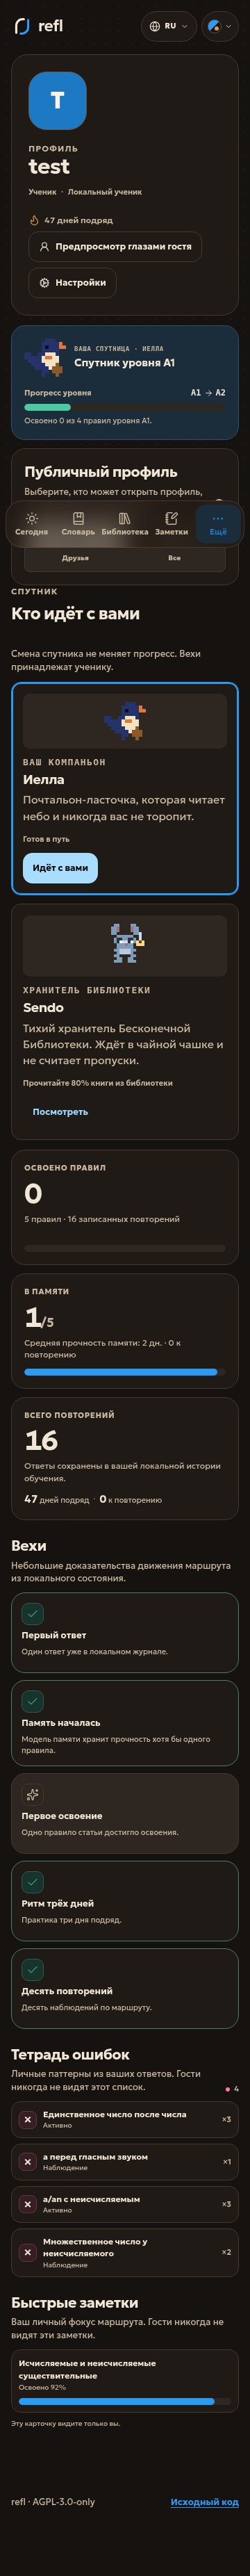 refl
RU
T
ПРОФИЛЬ
test
Ученик · Локальный ученик
47 дней подряд
Предпросмотр глазами гостя
Настройки
ВАША СПУТНИЦА · ИЕЛЛА
Спутник уровня A1
Прогресс уровня
A1 → A2
Освоено 0 из 4 правил уровня A1.
Публичный профиль
Выберите, кто может открыть профиль,
Сегодня
Словарь
Библиотека
Заметки
Ещё
Друзья
Все
СПУТНИК
Кто идёт с вами
Смена спутника не меняет прогресс. Вехи
принадлежат ученику.
ВАШ КОМПАНЬОН
Иелла
Почтальон-ласточка, которая читает
небо и никогда вас не торопит.
Готов в путь
Идёт с вами
ХРАНИТЕЛЬ БИБЛИОТЕКИ
Sendo
Тихий хранитель Бесконечной
Библиотеки. Ждёт в чайной чашке и
не считает пропуски.
Прочитайте 80% книги из библиотеки
Посмотреть
ОСВОЕНО ПРАВИЛ
0
5 правил · 16 записанных повторений
В ПАМЯТИ
1/5
Средняя прочность памяти: 2 дн. · 0 к
повторению
ВСЕГО ПОВТОРЕНИЙ
16
Ответы сохранены в вашей локальной истории
обучения.
47 дней подряд · 0 к повторению
Вехи
Небольшие доказательства движения маршрута
из локального состояния.
Первый ответ
Один ответ уже в локальном журнале.
Память началась
Модель памяти хранит прочность хотя бы одного
правила.
Первое освоение
Одно правило статьи достигло освоения.
Ритм трёх дней
Практика три дня подряд.
Десять повторений
Десять наблюдений по маршруту.
Тетрадь ошибок
Личные паттерны из ваших ответов. Гости
никогда не видят этот список.
4
Единственное число после числа
Активно
×3
a перед гласным звуком
Наблюдение
×1
a/an с неисчисляемым
Активно
×3
Множественное число у
неисчисляемого
Наблюдение
×2
Быстрые заметки
Ваш личный фокус маршрута. Гости никогда не
видят эти заметки.
Исчисляемые и неисчисляемые
существительные
Освоено 92%
Эту карточку видите только вы.
refl · AGPL-3.0-only
Исходный код